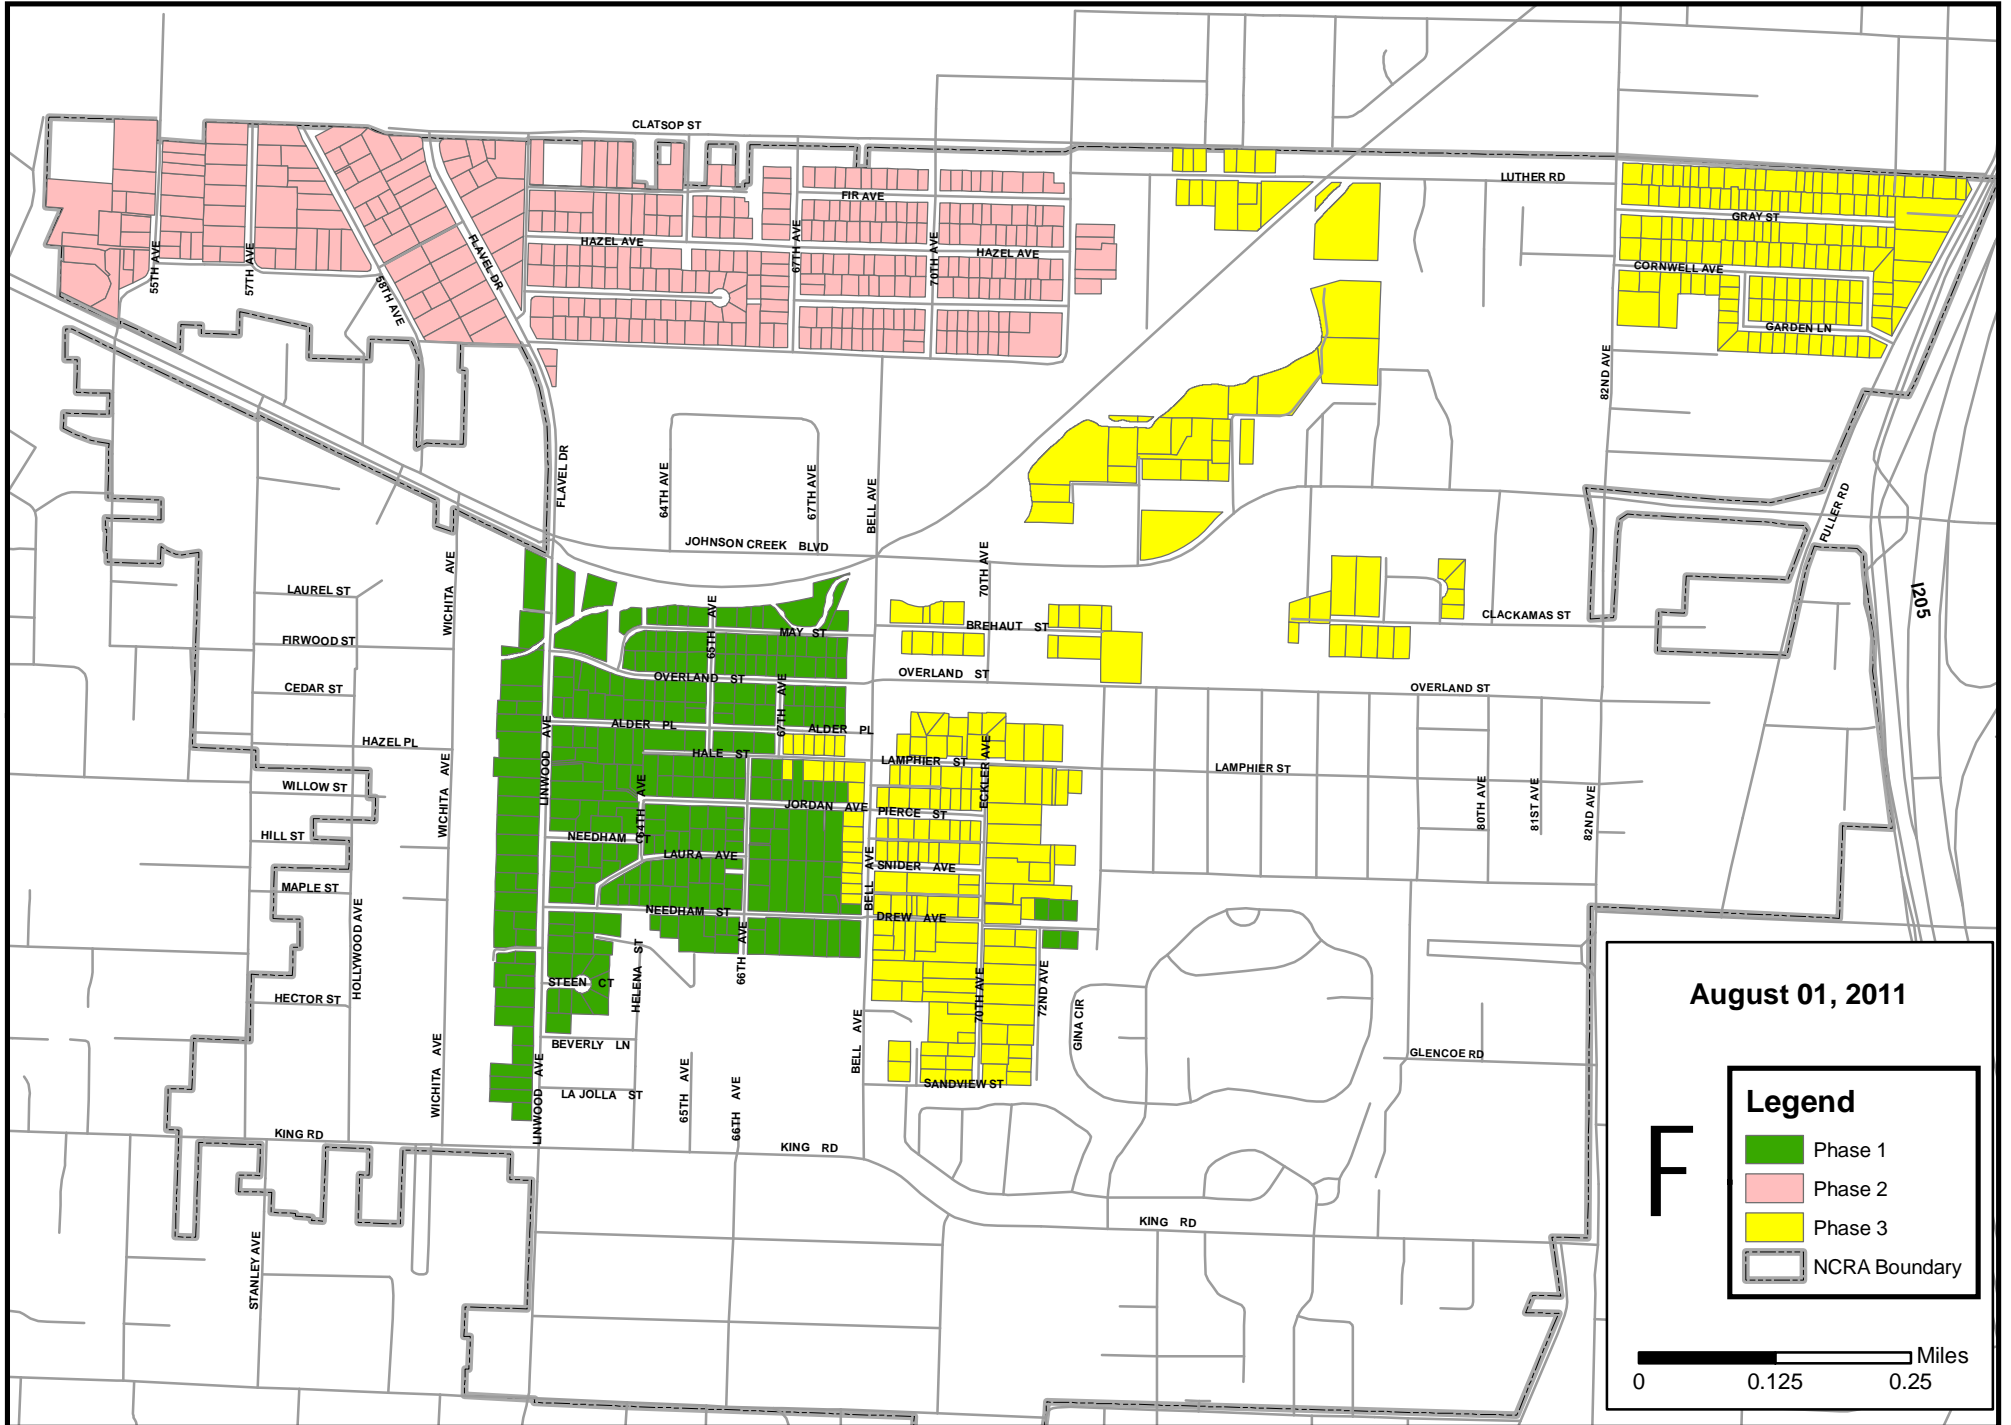 CLATSOP ST
LUTHER RD
FIR AVE
GRAY ST
HAZEL AVE
HAZEL AVE
CORNWELL AVE
GARDEN LN
55TH AVE
57TH AVE
58TH AVE
FLAVEL DR
67TH AVE
70TH AVE
82ND AVE
FLAVEL DR
64TH AVE
67TH AVE
BELL AVE
FULLER RD
JOHNSON CREEK BLVD
70TH AVE
I205
WICHITA AVE
LAUREL ST
FIRWOOD ST
CEDAR ST
HAZEL PL
WILLOW ST
HILL ST
MAPLE ST
HECTOR ST
HOLLYWOOD AVE
WICHITA AVE
WICHITA AVE
LINWOOD AVE
LINWOOD AVE
65TH AVE
MAY ST
BREHAUT ST
CLACKAMAS ST
OVERLAND ST
OVERLAND ST
OVERLAND ST
67TH AVE
ALDER PL
ALDER PL
HALE ST
LAMPHIER ST
LAMPHIER ST
ECKLER AVE
64TH AVE
JORDAN AVE
PIERCE ST
80TH AVE
81ST AVE
82ND AVE
NEEDHAM CT
LAURA AVE
SNIDER AVE
BELL AVE
NEEDHAM ST
DREW AVE
66TH AVE
HELENA ST
STEEN CT
70TH AVE
72ND AVE
GINA CIR
BELL AVE
BEVERLY LN
GLENCOE RD
LA JOLLA ST
65TH AVE
66TH AVE
SANDVIEW ST
KING RD
KING RD
KING RD
STANLEY AVE
August 01, 2011
F
Legend
Phase 1
Phase 2
Phase 3
NCRA Boundary
Miles
0 0.125 0.25